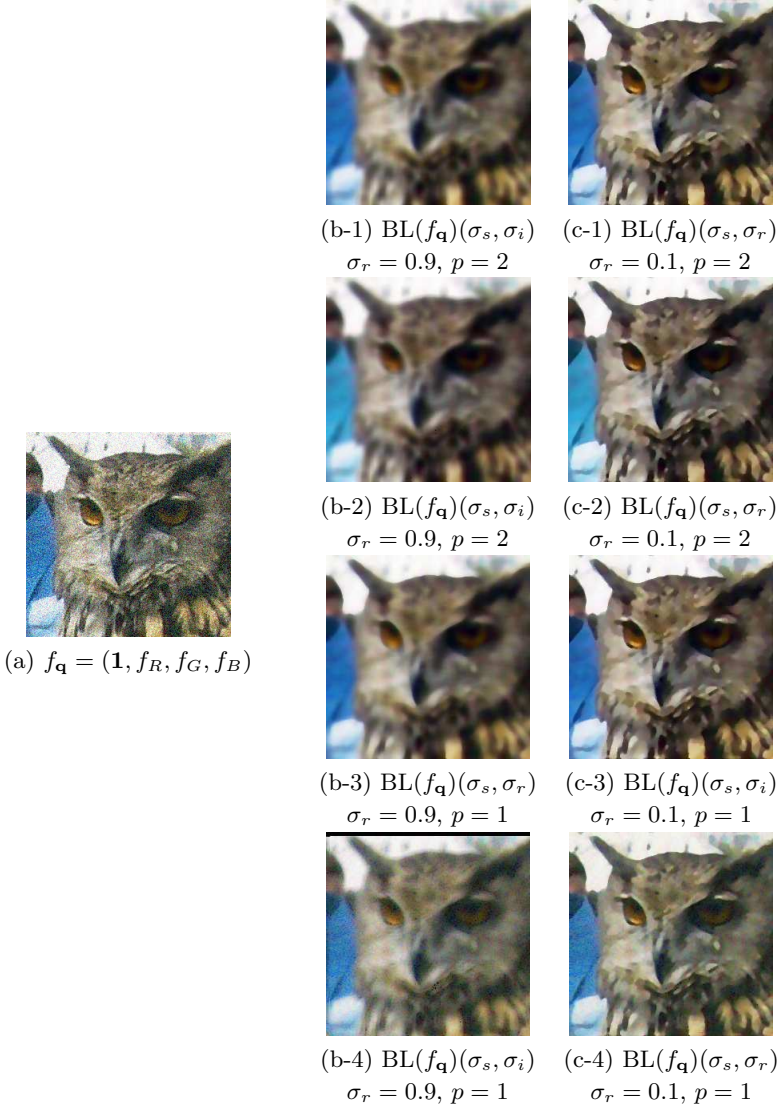 (a) f_q = (1, f_R, f_G, f_B)
(b-1) BL(f_q)(σ_s, σ_i)
σ_r = 0.9, p = 2
(c-1) BL(f_q)(σ_s, σ_r)
σ_r = 0.1, p = 2
(b-2) BL(f_q)(σ_s, σ_i)
σ_r = 0.9, p = 2
(c-2) BL(f_q)(σ_s, σ_r)
σ_r = 0.1, p = 2
(b-3) BL(f_q)(σ_s, σ_r)
σ_r = 0.9, p = 1
(c-3) BL(f_q)(σ_s, σ_i)
σ_r = 0.1, p = 1
(b-4) BL(f_q)(σ_s, σ_i)
σ_r = 0.9, p = 1
(c-4) BL(f_q)(σ_s, σ_r)
σ_r = 0.1, p = 1